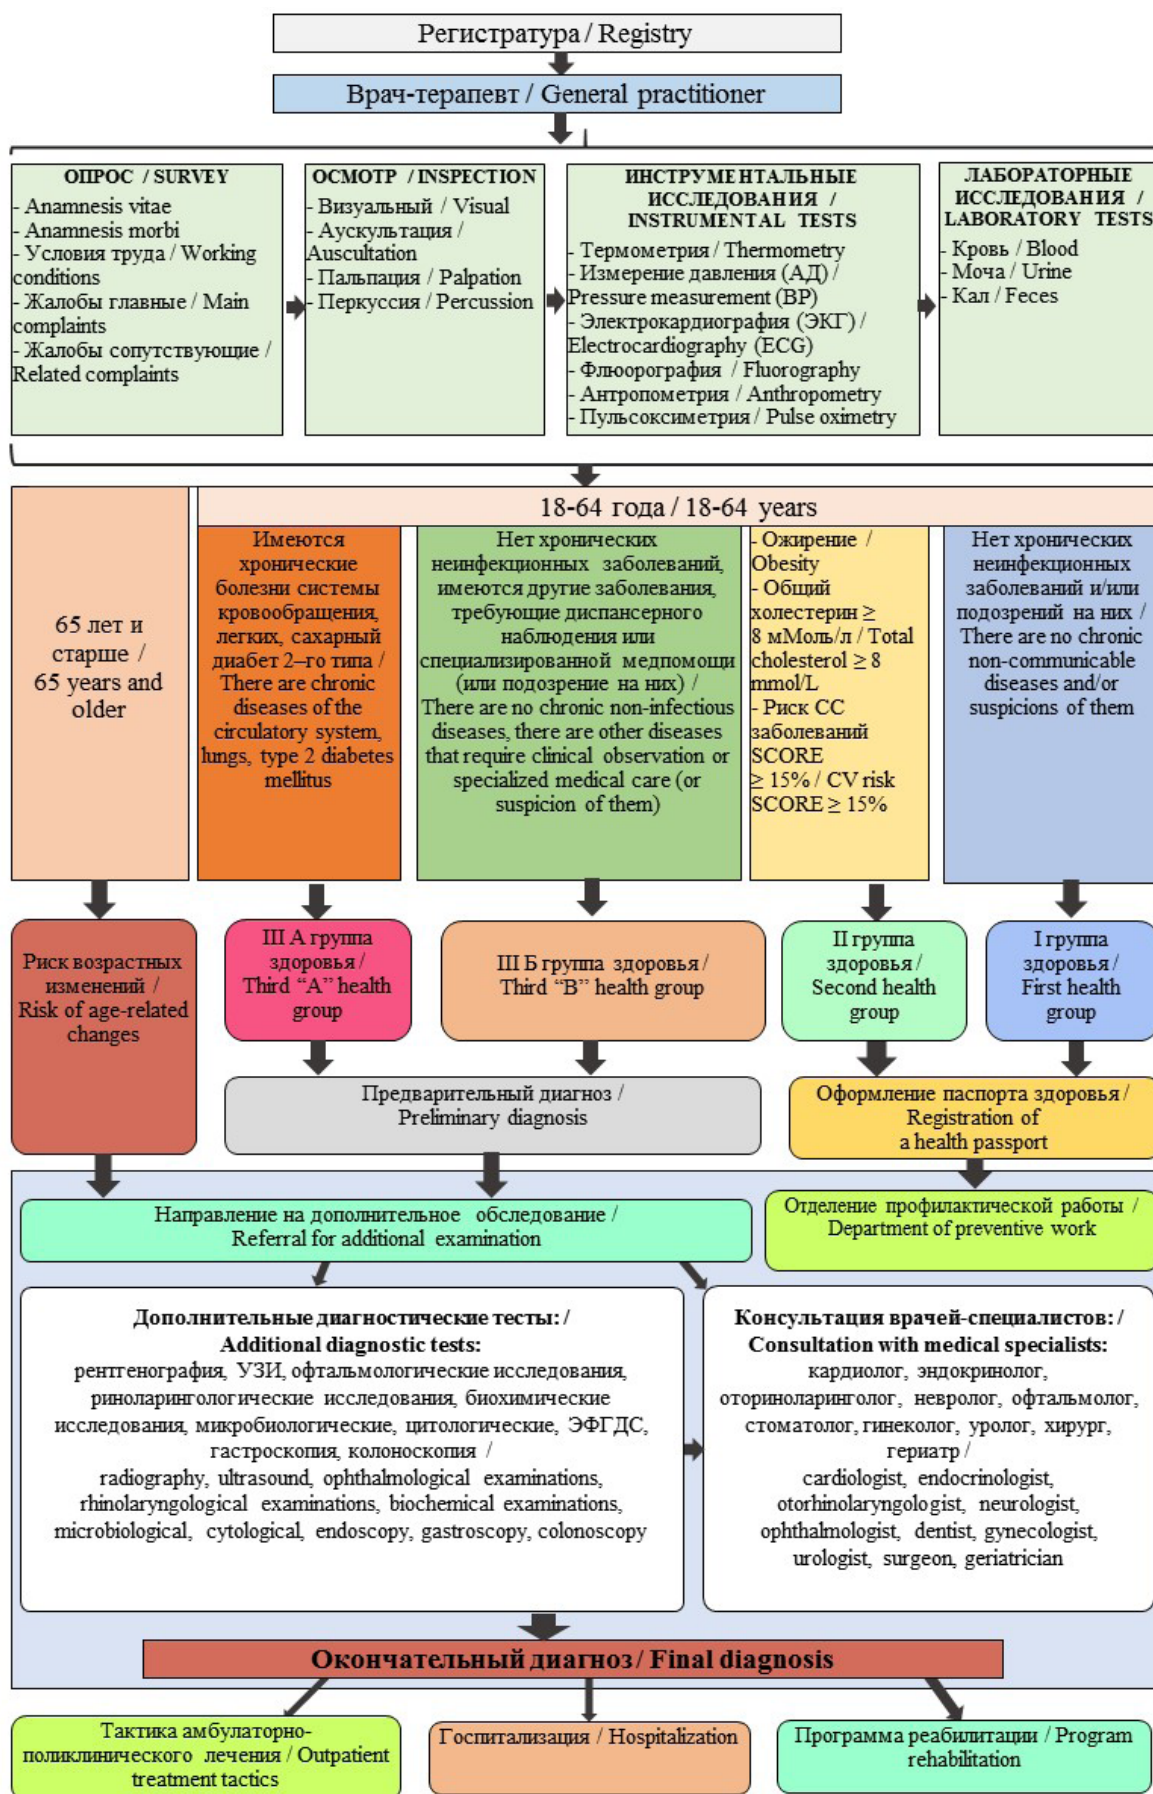 Регистратура / Registry
Врач-терапевт / General practitioner
ОПРОС / SURVEY
- Anamnesis vitae
- Anamnesis morbi
- Условия труда / Working
conditions
- Жалобы главные / Main
complaints
- Жалобы сопутствующие /
Related complaints
ОСМОТР / INSPECTION
- Визуальный / Visual
- Аускультация /
Auscultation
- Пальпация / Palpation
- Перкуссия / Percussion
ИНСТРУМЕНТАЛЬНЫЕ
ИССЛЕДОВАНИЯ /
INSTRUMENTAL TESTS
- Термометрия / Thermometry
- Измерение давления (АД) /
Pressure measurement (BP)
- Электрокардиография (ЭКГ) /
Electrocardiography (ECG)
- Флюорография / Fluorography
- Антропометрия / Anthropometry
- Пульсоксиметрия / Pulse oximetry
ЛАБОРАТОРНЫЕ
ИССЛЕДОВАНИЯ /
LABORATORY TESTS
- Кровь / Blood
- Моча / Urine
- Кал / Feces
65 лет и
старше /
65 years and
older
18-64 года / 18-64 years
Имеются
хронические
болезни системы
кровообращения,
легких, сахарный
диабет 2–го типа /
There are chronic
diseases of the
circulatory system,
lungs, type 2 diabetes
mellitus
Нет хронических
неинфекционных заболеваний,
имеются другие заболевания,
требующие диспансерного
наблюдения или
специализированной медпомощи
(или подозрение на них) /
There are no chronic non-infectious
diseases, there are other diseases
that require clinical observation or
specialized medical care (or
suspicion of them)
- Ожирение /
Obesity
- Общий
холестерин ≥
8 мМоль/л / Total
cholesterol ≥ 8
mmol/L
- Риск СС
заболеваний
SCORE
≥ 15% / CV risk
SCORE ≥ 15%
Нет хронических
неинфекционных
заболеваний и/или
подозрений на них /
There are no chronic
non-communicable
diseases and/or
suspicions of them
Риск возрастных
изменений /
Risk of age-related
changes
III А группа
здоровья /
Third “A” health
group
III Б группа здоровья /
Third “B” health group
II группа
здоровья /
Second health
group
I группа
здоровья /
First health
group
Предварительный диагноз /
Preliminary diagnosis
Оформление паспорта здоровья /
Registration of
a health passport
Направление на дополнительное обследование /
Referral for additional examination
Отделение профилактической работы /
Department of preventive work
Дополнительные диагностические тесты: /
Additional diagnostic tests:
рентгенография, УЗИ, офтальмологические исследования,
риноларингологические исследования, биохимические
исследования, микробиологические, цитологические, ЭФГДС,
гастроскопия, колоноскопия /
radiography, ultrasound, ophthalmological examinations,
rhinolaryngological examinations, biochemical examinations,
microbiological, cytological, endoscopy, gastroscopy, colonoscopy
Консультация врачей-специалистов: /
Consultation with medical specialists:
кардиолог, эндокринолог,
оториноларинголог, невролог, офтальмолог,
стоматолог, гинеколог, уролог, хирург,
гериатр /
cardiologist, endocrinologist,
otorhinolaryngologist, neurologist,
ophthalmologist, dentist, gynecologist,
urologist, surgeon, geriatrician
Окончательный диагноз / Final diagnosis
Тактика амбулаторно-
поликлинического лечения / Outpatient
treatment tactics
Госпитализация / Hospitalization
Программа реабилитации / Program
rehabilitation